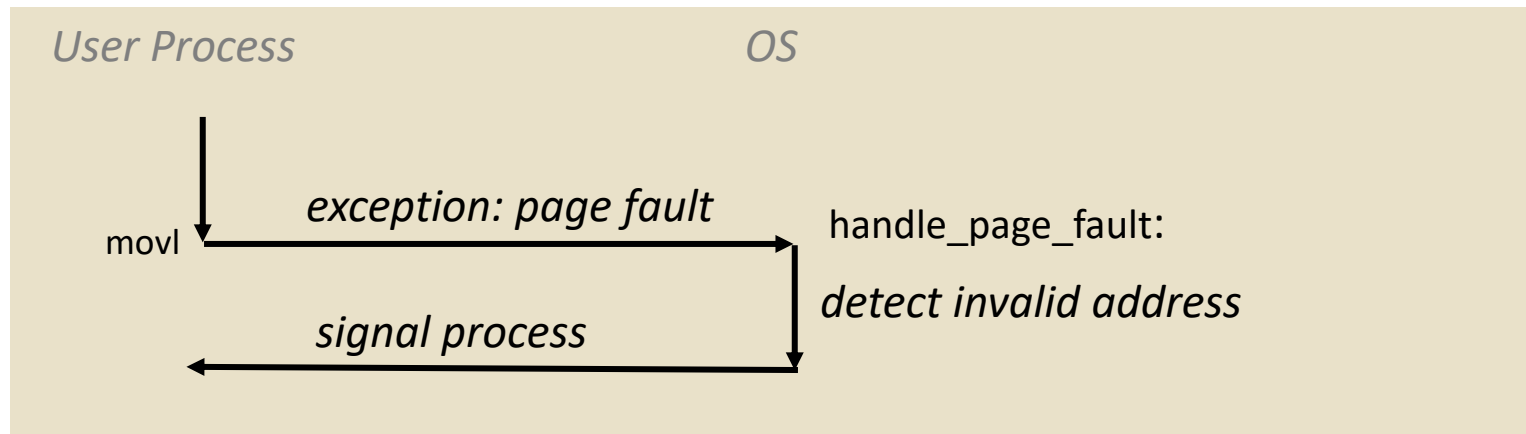 User Process OS
exception: page fault
handle_page_fault:
movl
detect invalid address
signal process